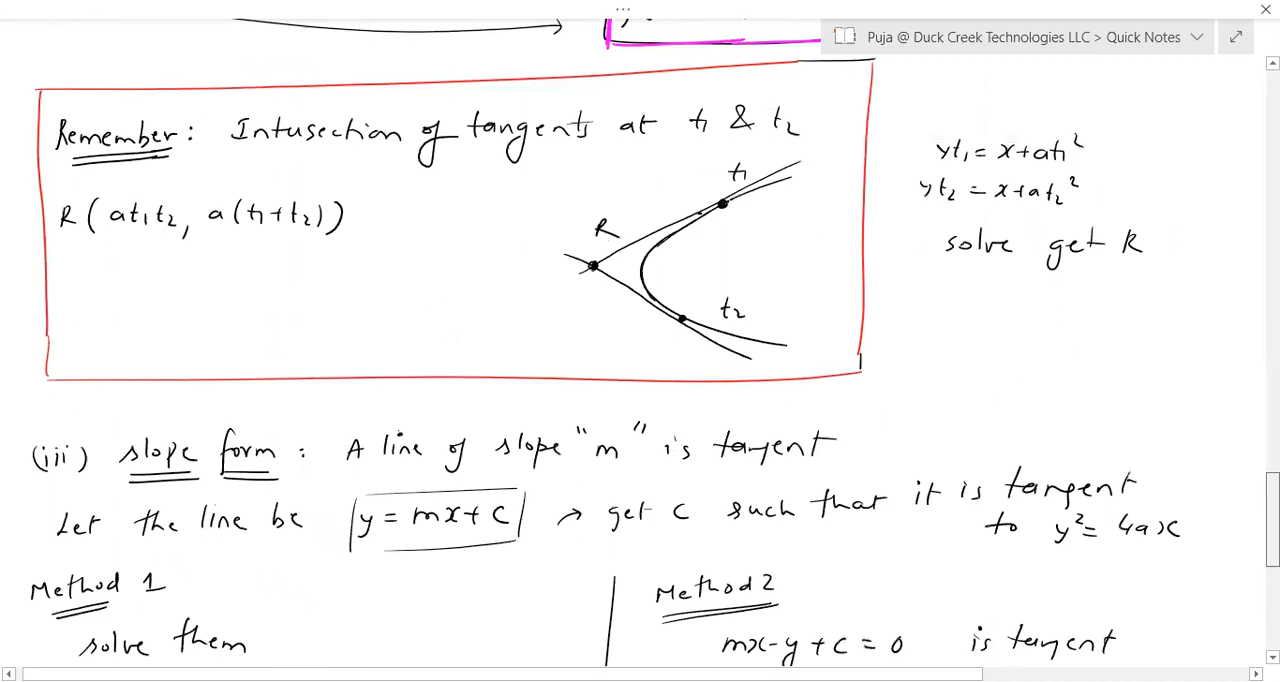 Puja @ Duck Creek Technologies LLC > Quick Notes
Remember: Intusection of tangents at t₁ & t₂
R(at₁t₂, a(t₁+t₂))
t₁
R
t₂
yt₁ = x+at₁²
yt₂ = x+at₂²
solve get R
(iii) slope form: A line of slope "m" is tangent
Let the line be y = mx+c → get c such that it is tangent
to y² = 4ax
Method 1
solve them
Method 2
mx-y+c = 0 is tangent